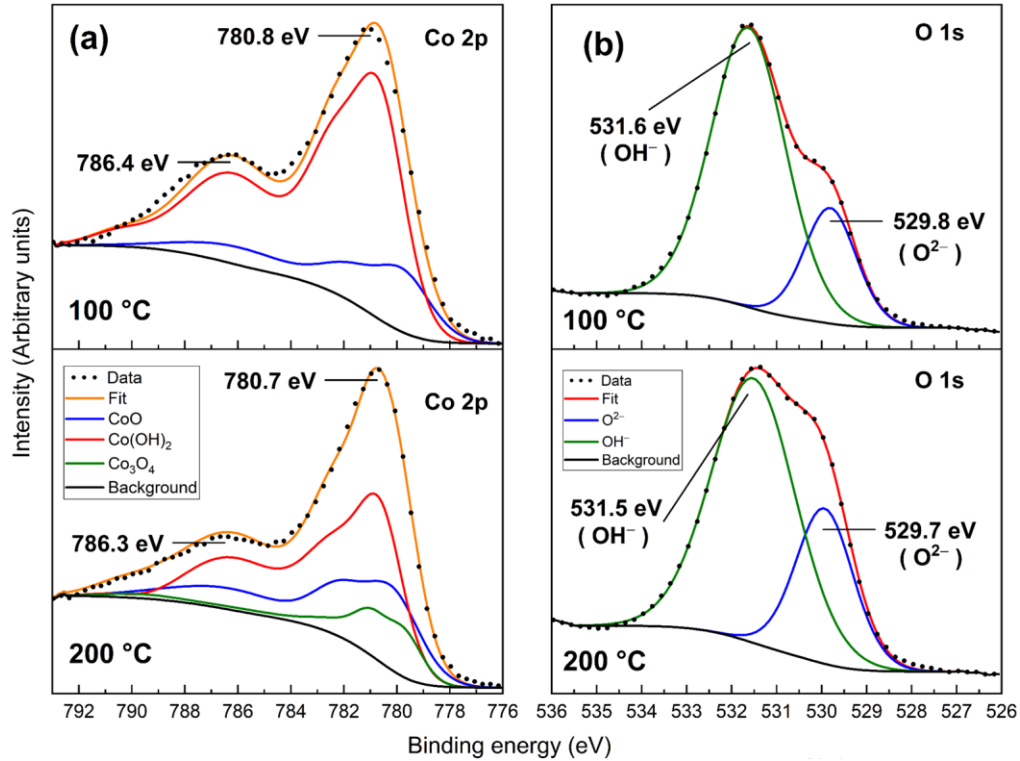 Intensity (Arbitrary units)
(a)
Co 2p
780.8 eV
786.4 eV
100 °C
(b)
O 1s
531.6 eV
( OH⁻ )
529.8 eV
( O²⁻ )
100 °C
Data
Fit
CoO
Co(OH)₂
Co₃O₄
Background
780.7 eV
Co 2p
786.3 eV
200 °C
792 790 788 786 784 782 780 778 776
Data
Fit
O²⁻
OH⁻
Background
O 1s
531.5 eV
( OH⁻ )
529.7 eV
( O²⁻ )
200 °C
536 535 534 533 532 531 530 529 528 527 526
Binding energy (eV)